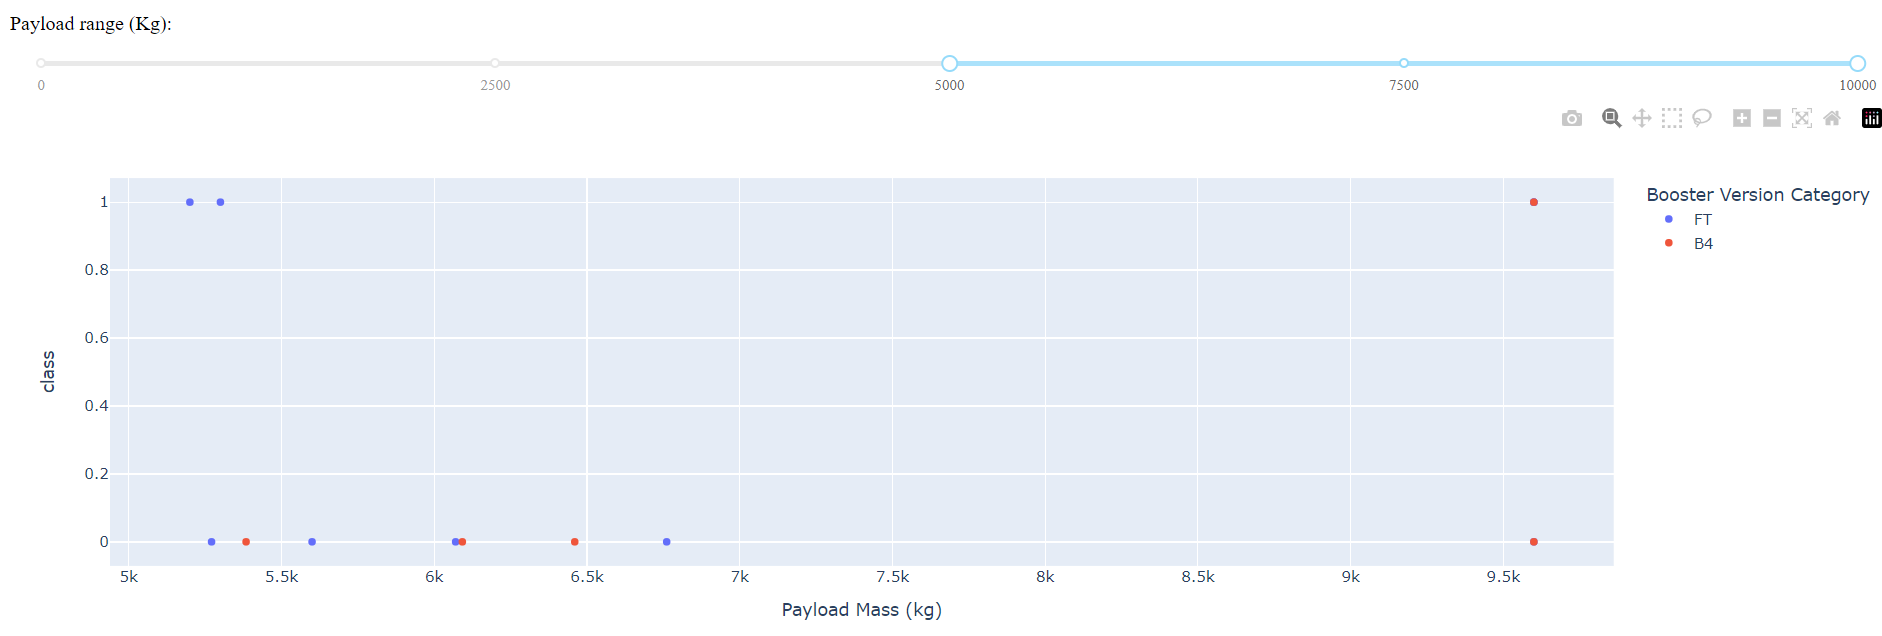 Payload range (Kg):
0 2500 5000 7500 10000
Booster Version Category
FT
B4
1
0.8
0.6
0.4
0.2
0
class
5k 5.5k 6k 6.5k 7k 7.5k 8k 8.5k 9k 9.5k
Payload Mass (kg)